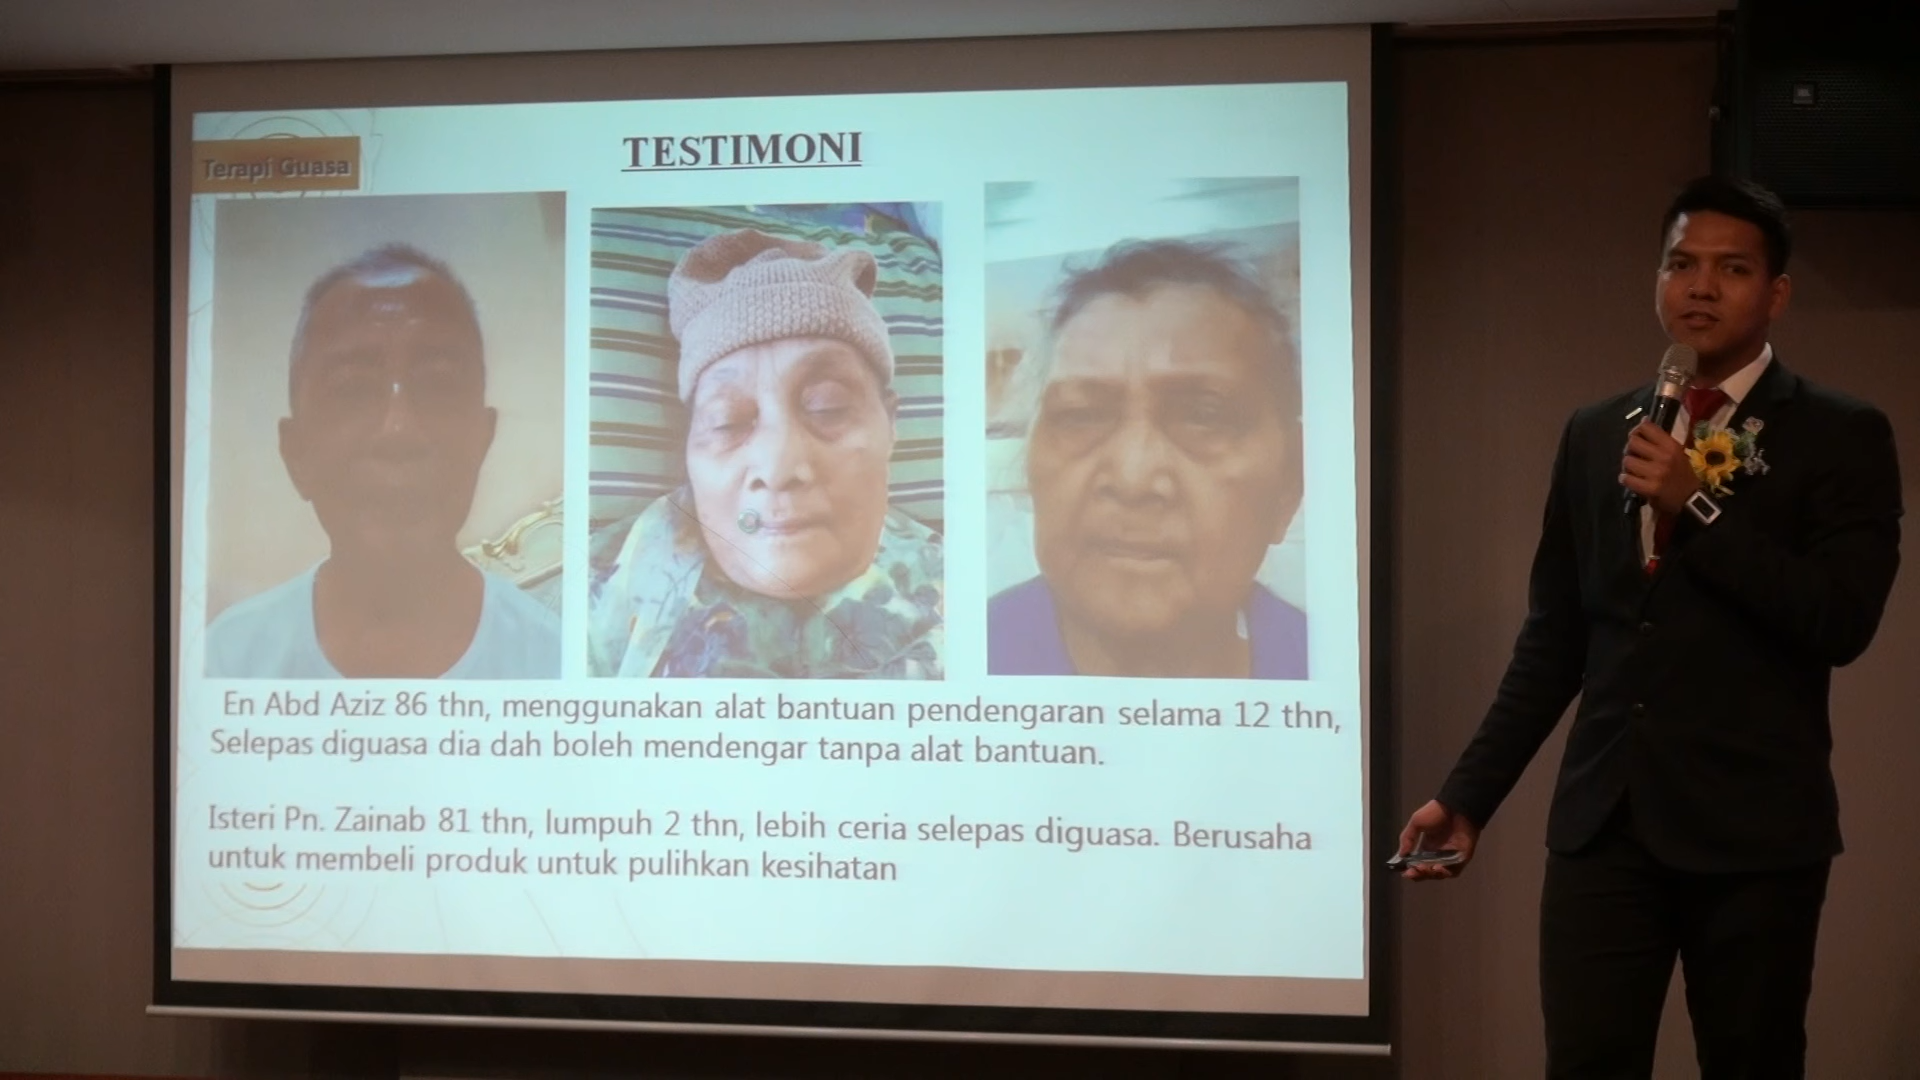 Terapi Guasa
TESTIMONI
En Abd Aziz 86 thn, menggunakan alat bantuan pendengaran selama 12 thn,
Selepas diguasa dia dah boleh mendengar tanpa alat bantuan.
Isteri Pn. Zainab 81 thn, lumpuh 2 thn, lebih ceria selepas diguasa. Berusaha
untuk membeli produk untuk pulihkan kesihatan